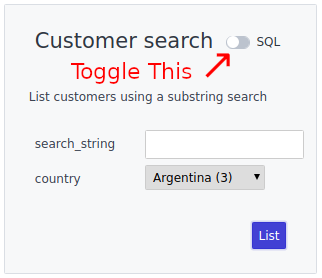 Customer search SQL
Toggle This
List customers using a substring search
search_string
country Argentina (3)
List